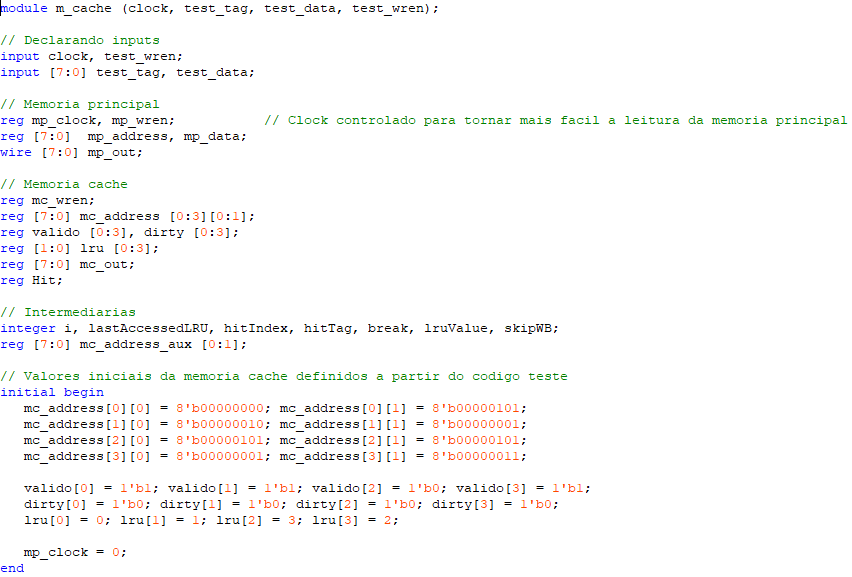 module m_cache (clock, test_tag, test_data, test_wren);
// Declarando inputs
input clock, test_wren;
input [7:0] test_tag, test_data;
// Memoria principal
reg mp_clock, mp_wren;           // Clock controlado para tornar mais facil a leitura da memoria principal
reg [7:0]  mp_address, mp_data;
wire [7:0] mp_out;
// Memoria cache
reg mc_wren;
reg [7:0] mc_address [0:3][0:1];
reg valido [0:3], dirty [0:3];
reg [1:0] lru [0:3];
reg [7:0] mc_out;
reg Hit;
// Intermediarias
integer i, lastAccessedLRU, hitIndex, hitTag, break, lruValue, skipWB;
reg [7:0] mc_address_aux [0:1];
// Valores iniciais da memoria cache definidos a partir do codigo teste
initial begin
   mc_address[0][0] = 8'b00000000; mc_address[0][1] = 8'b00000101;
   mc_address[1][0] = 8'b00000010; mc_address[1][1] = 8'b00000001;
   mc_address[2][0] = 8'b00000101; mc_address[2][1] = 8'b00000101;
   mc_address[3][0] = 8'b00000001; mc_address[3][1] = 8'b00000011;
   valido[0] = 1'b1; valido[1] = 1'b1; valido[2] = 1'b0; valido[3] = 1'b1;
   dirty[0] = 1'b0; dirty[1] = 1'b0; dirty[2] = 1'b0; dirty[3] = 1'b0;
   lru[0] = 0; lru[1] = 1; lru[2] = 3; lru[3] = 2;
   mp_clock = 0;
end